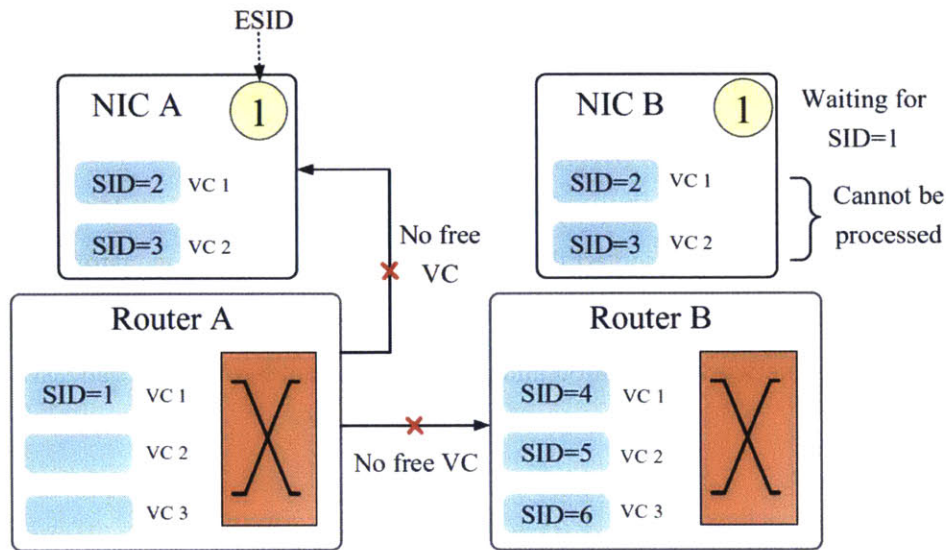 ESID
NIC A
1
SID=2 VC 1
SID=3 VC 2
NIC B
1
SID=2 VC 1
SID=3 VC 2
Waiting for
SID=1
Cannot be
processed
No free
VC
Router A
SID=1 VC 1
VC 2
VC 3
No free VC
Router B
SID=4 VC 1
SID=5 VC 2
SID=6 VC 3